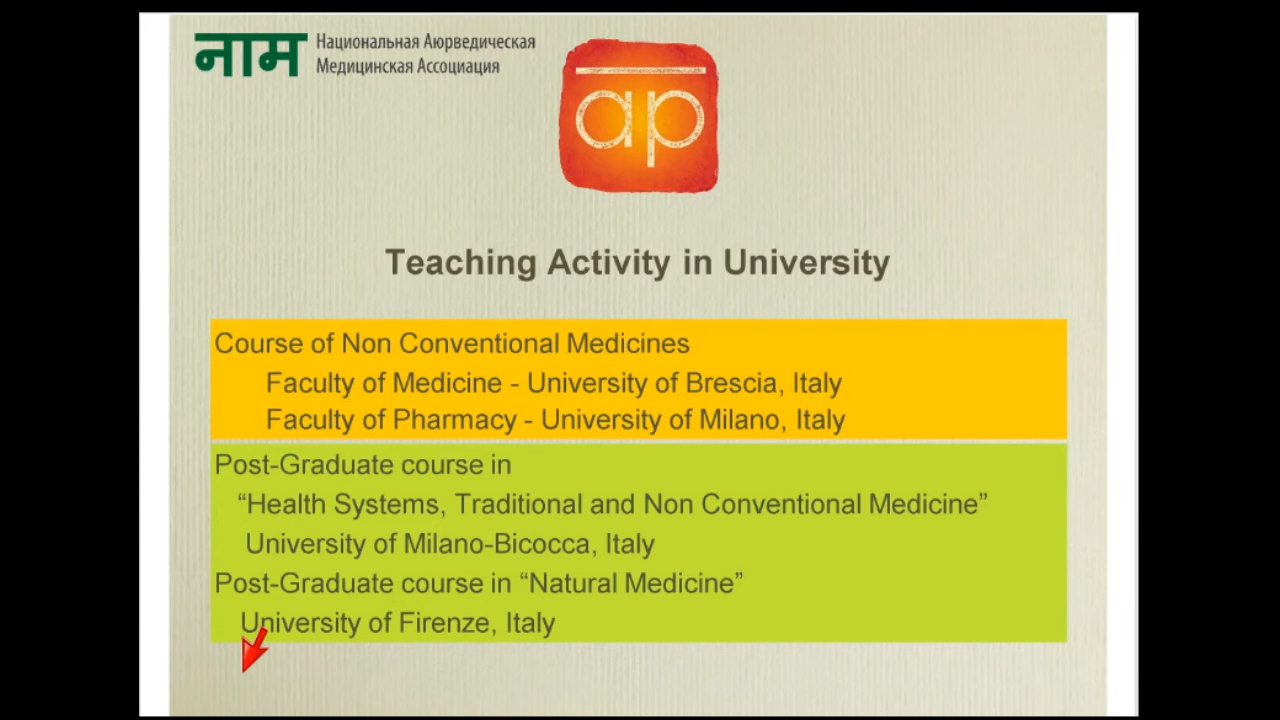 नाम
Национальная Аюрведическая
Медицинская Ассоциация
ap
Teaching Activity in University
Course of Non Conventional Medicines
Faculty of Medicine - University of Brescia, Italy
Faculty of Pharmacy - University of Milano, Italy
Post-Graduate course in
“Health Systems, Traditional and Non Conventional Medicine”
University of Milano-Bicocca, Italy
Post-Graduate course in “Natural Medicine”
University of Firenze, Italy